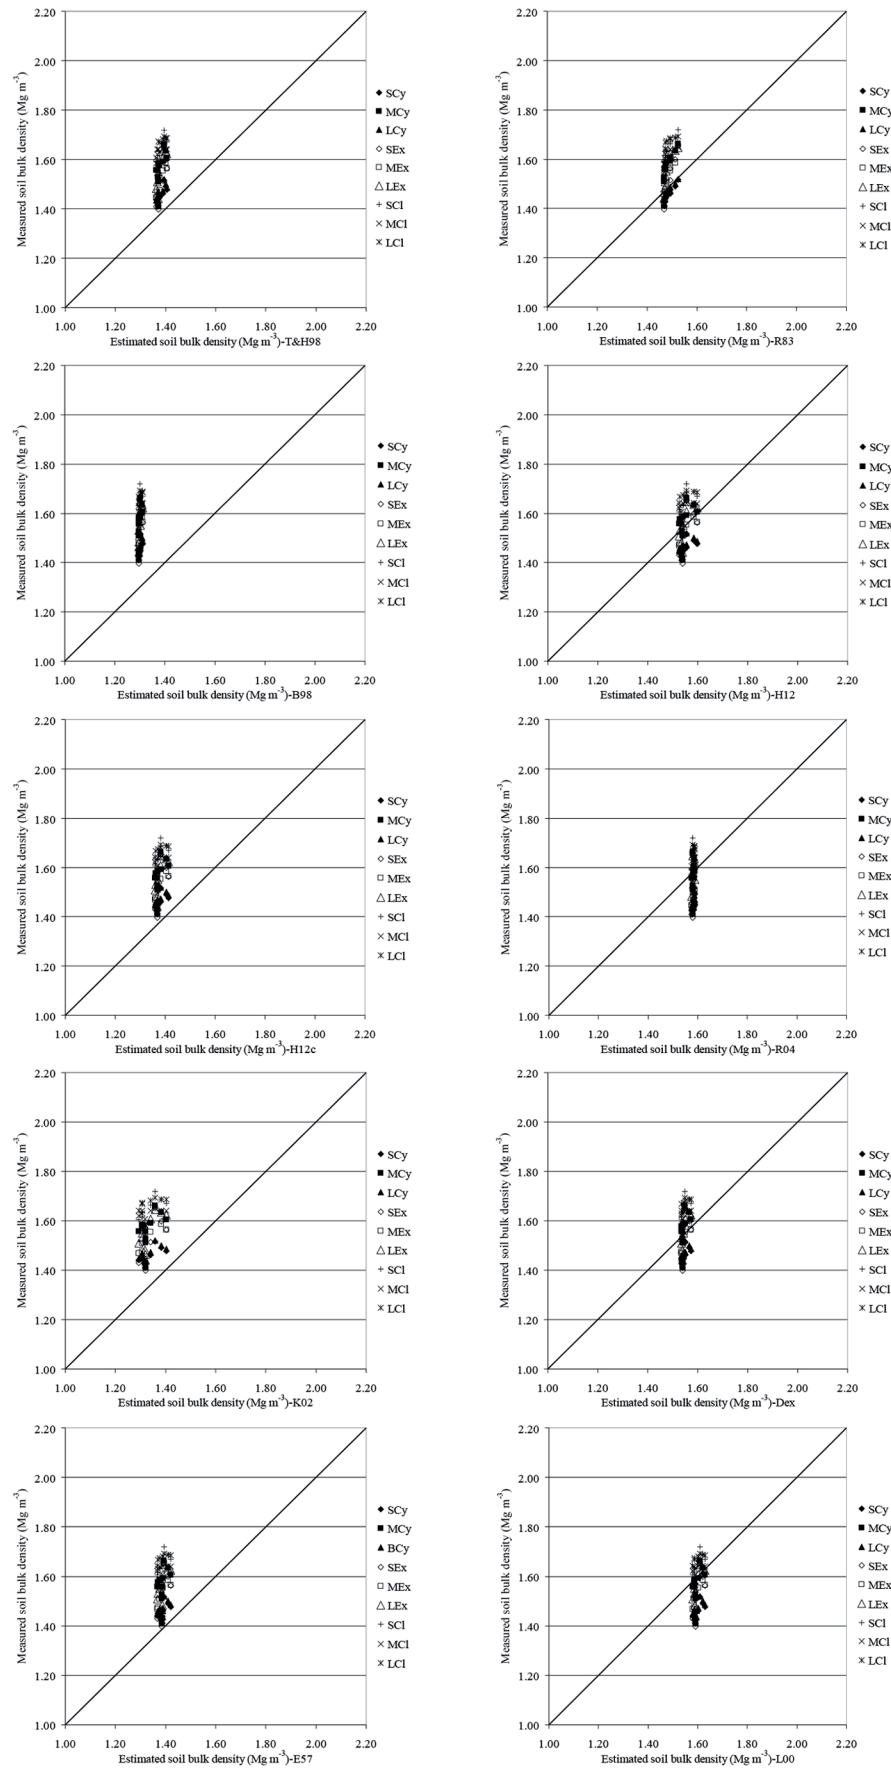 Measured soil bulk density (Mg m⁻³)
2.20
2.00
1.80
1.60
1.40
1.20
1.00
1.00 1.20 1.40 1.60 1.80 2.00 2.20
Estimated soil bulk density (Mg m⁻³)-T&H98
SCy
MCy
LCy
SEx
MEx
LEx
SCl
MCl
LCl
Measured soil bulk density (Mg m⁻³)
2.20
2.00
1.80
1.60
1.40
1.20
1.00
1.00 1.20 1.40 1.60 1.80 2.00 2.20
Estimated soil bulk density (Mg m⁻³)-R83
SCy
MCy
LCy
SEx
MEx
LEx
SCl
MCl
LCl
Measured soil bulk density (Mg m⁻³)
2.20
2.00
1.80
1.60
1.40
1.20
1.00
1.00 1.20 1.40 1.60 1.80 2.00 2.20
Estimated soil bulk density (Mg m⁻³)-B98
SCy
MCy
LCy
SEx
MEx
LEx
SCl
MCl
LCl
Measured soil bulk density (Mg m⁻³)
2.20
2.00
1.80
1.60
1.40
1.20
1.00
1.00 1.20 1.40 1.60 1.80 2.00 2.20
Estimated soil bulk density (Mg m⁻³)-H12
SCy
MCy
LCy
SEx
MEx
LEx
SCl
MCl
LCl
Measured soil bulk density (Mg m⁻³)
2.20
2.00
1.80
1.60
1.40
1.20
1.00
1.00 1.20 1.40 1.60 1.80 2.00 2.20
Estimated soil bulk density (Mg m⁻³)-H12c
SCy
MCy
LCy
SEx
MEx
LEx
SCl
MCl
LCl
Measured soil bulk density (Mg m⁻³)
2.20
2.00
1.80
1.60
1.40
1.20
1.00
1.00 1.20 1.40 1.60 1.80 2.00 2.20
Estimated soil bulk density (Mg m⁻³)-R04
SCy
MCy
LCy
SEx
MEx
LEx
SCl
MCl
LCl
Measured soil bulk density (Mg m⁻³)
2.20
2.00
1.80
1.60
1.40
1.20
1.00
1.00 1.20 1.40 1.60 1.80 2.00 2.20
Estimated soil bulk density (Mg m⁻³)-K02
SCy
MCy
LCy
SEx
MEx
LEx
SCl
MCl
LCl
Measured soil bulk density (Mg m⁻³)
2.20
2.00
1.80
1.60
1.40
1.20
1.00
1.00 1.20 1.40 1.60 1.80 2.00 2.20
Estimated soil bulk density (Mg m⁻³)-Dex
SCy
MCy
LCy
SEx
MEx
LEx
SCl
MCl
LCl
Measured soil bulk density (Mg m⁻³)
2.20
2.00
1.80
1.60
1.40
1.20
1.00
1.00 1.20 1.40 1.60 1.80 2.00 2.20
Estimated soil bulk density (Mg m⁻³)-E57
SCy
MCy
BCy
SEx
MEx
LEx
SCl
MCl
LCl
Measured soil bulk density (Mg m⁻³)
2.20
2.00
1.80
1.60
1.40
1.20
1.00
1.00 1.20 1.40 1.60 1.80 2.00 2.20
Estimated soil bulk density (Mg m⁻³)-L00
SCy
MCy
LCy
SEx
MEx
LEx
SCl
MCl
LCl